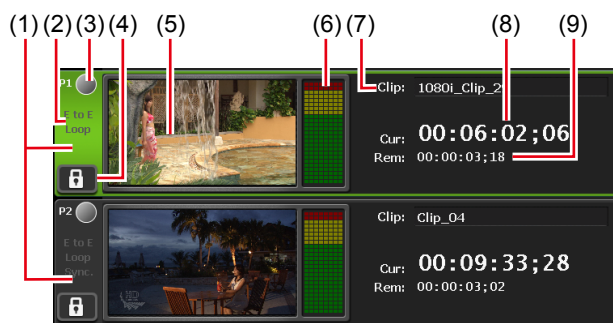 (1) (2) (3) (4) (5) (6) (7) (8) (9)
P1
E to E
Loop
Clip: 1080i_Clip_2
Cur: 00:06:02;06
Rem: 00:00:03;18
P2
E to E
Loop
Sync.
Clip: Clip_04
Cur: 00:09:33;28
Rem: 00:00:03;02